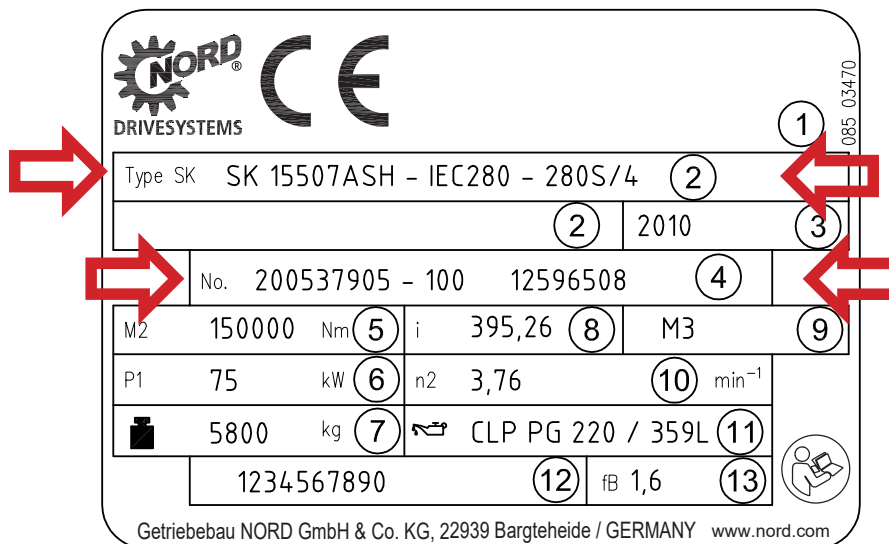 NORD ®
DRIVESYSTEMS
CE
085 03470
1
Type SK SK 15507ASH - IEC280 - 280S/4 2
2 2010 3
No. 200537905 - 100 12596508 4
M2 150000 Nm 5 i 395,26 8 M3 9
P1 75 kW 6 n2 3,76 10 min⁻¹
5800 kg 7 CLP PG 220 / 359L 11
1234567890 12 fB 1,6 13
Getriebebau NORD GmbH & Co. KG, 22939 Bargteheide / GERMANY www.nord.com